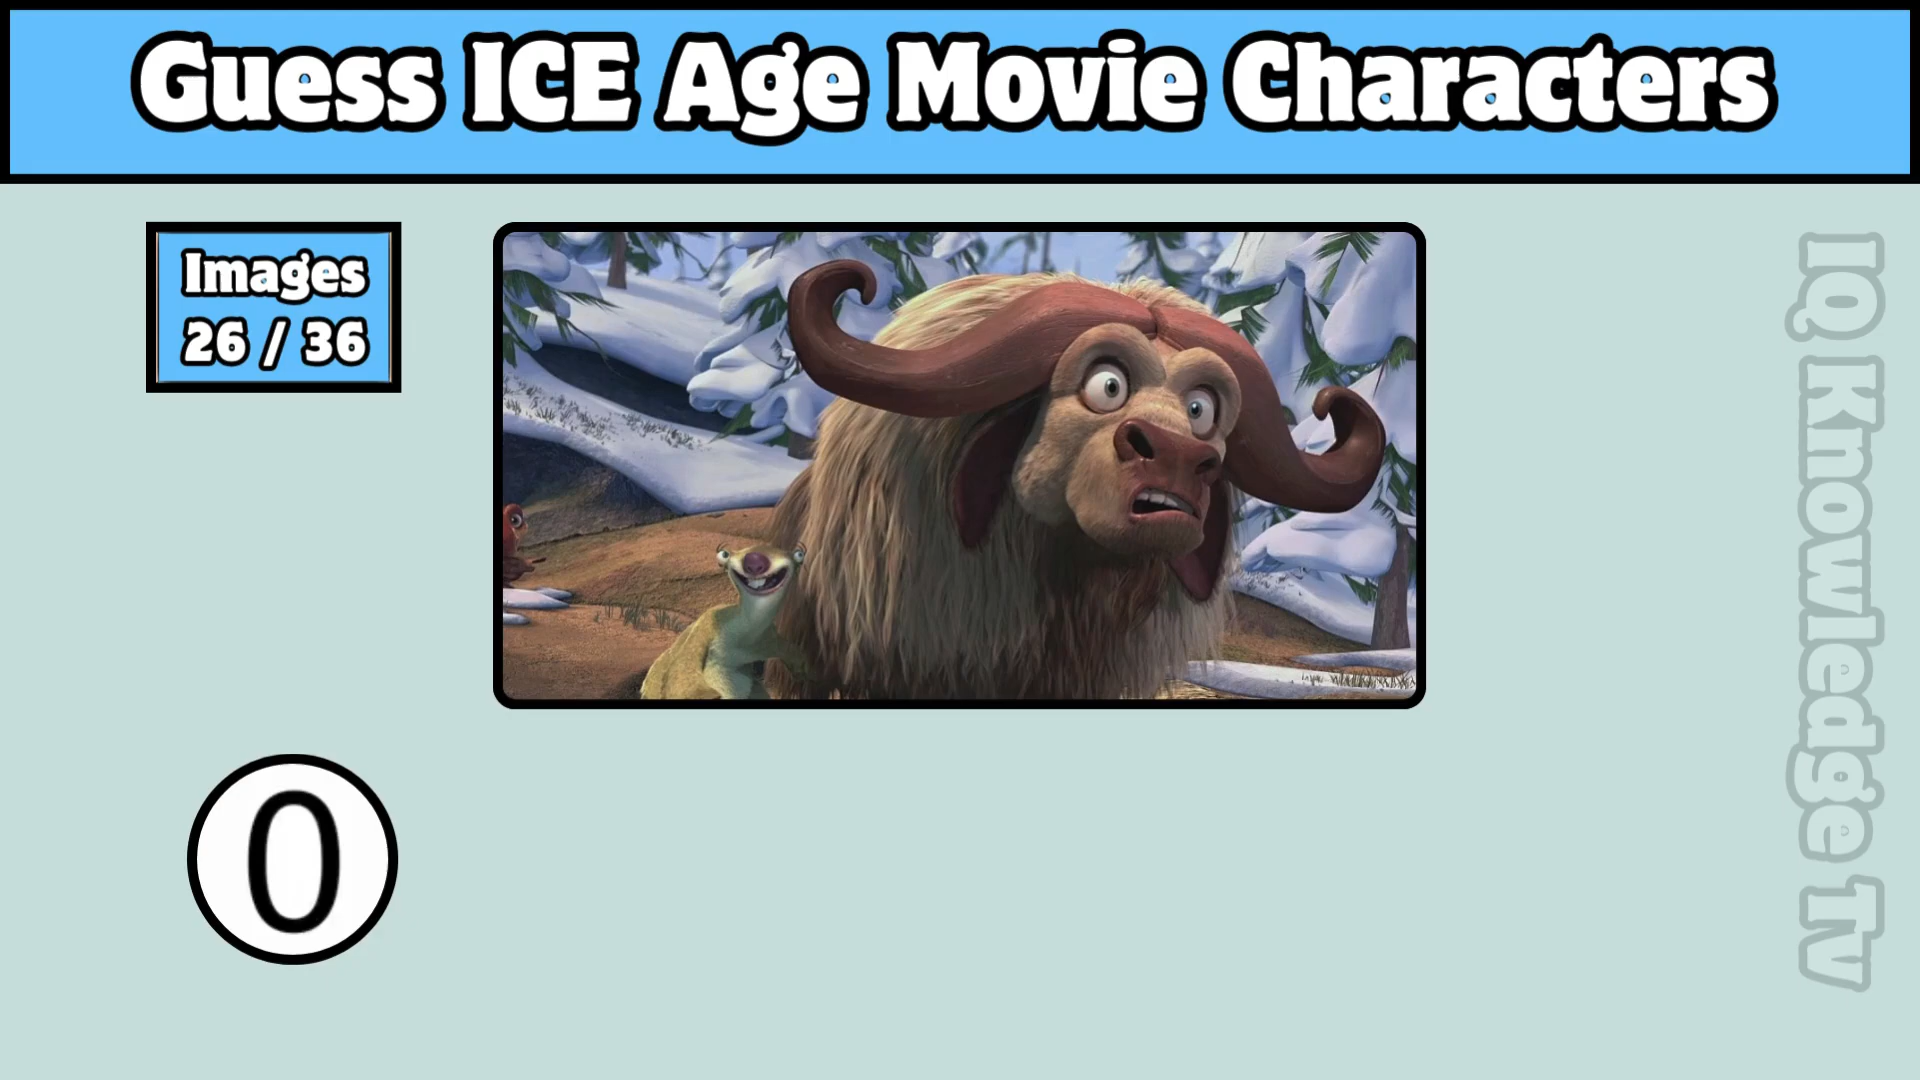 Guess ICE Age Movie Characters
Images
26 / 36
0
IQ Knowledge Tv